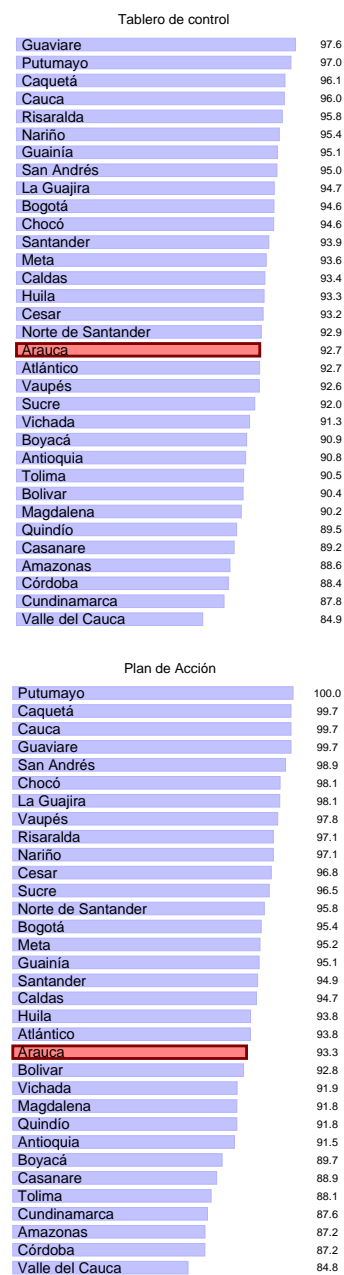 Tablero de control
Guaviare 97.6
Putumayo 97.0
Caquetá 96.1
Cauca 96.0
Risaralda 95.8
Nariño 95.4
Guainía 95.1
San Andrés 95.0
La Guajira 94.7
Bogotá 94.6
Chocó 94.6
Santander 93.9
Meta 93.6
Caldas 93.4
Huila 93.3
Cesar 93.2
Norte de Santander 92.9
Arauca 92.7
Atlántico 92.7
Vaupés 92.6
Sucre 92.0
Vichada 91.3
Boyacá 90.9
Antioquia 90.8
Tolima 90.5
Bolivar 90.4
Magdalena 90.2
Quindío 89.5
Casanare 89.2
Amazonas 88.6
Córdoba 88.4
Cundinamarca 87.8
Valle del Cauca 84.9
Plan de Acción
Putumayo 100.0
Caquetá 99.7
Cauca 99.7
Guaviare 99.7
San Andrés 98.9
Chocó 98.1
La Guajira 98.1
Vaupés 97.8
Risaralda 97.1
Nariño 97.1
Cesar 96.8
Sucre 96.5
Norte de Santander 95.8
Bogotá 95.4
Meta 95.2
Guainía 95.1
Santander 94.9
Caldas 94.7
Huila 93.8
Atlántico 93.8
Arauca 93.3
Bolivar 92.8
Vichada 91.9
Magdalena 91.8
Quindío 91.8
Antioquia 91.5
Boyacá 89.7
Casanare 88.9
Tolima 88.1
Cundinamarca 87.6
Amazonas 87.2
Córdoba 87.2
Valle del Cauca 84.8